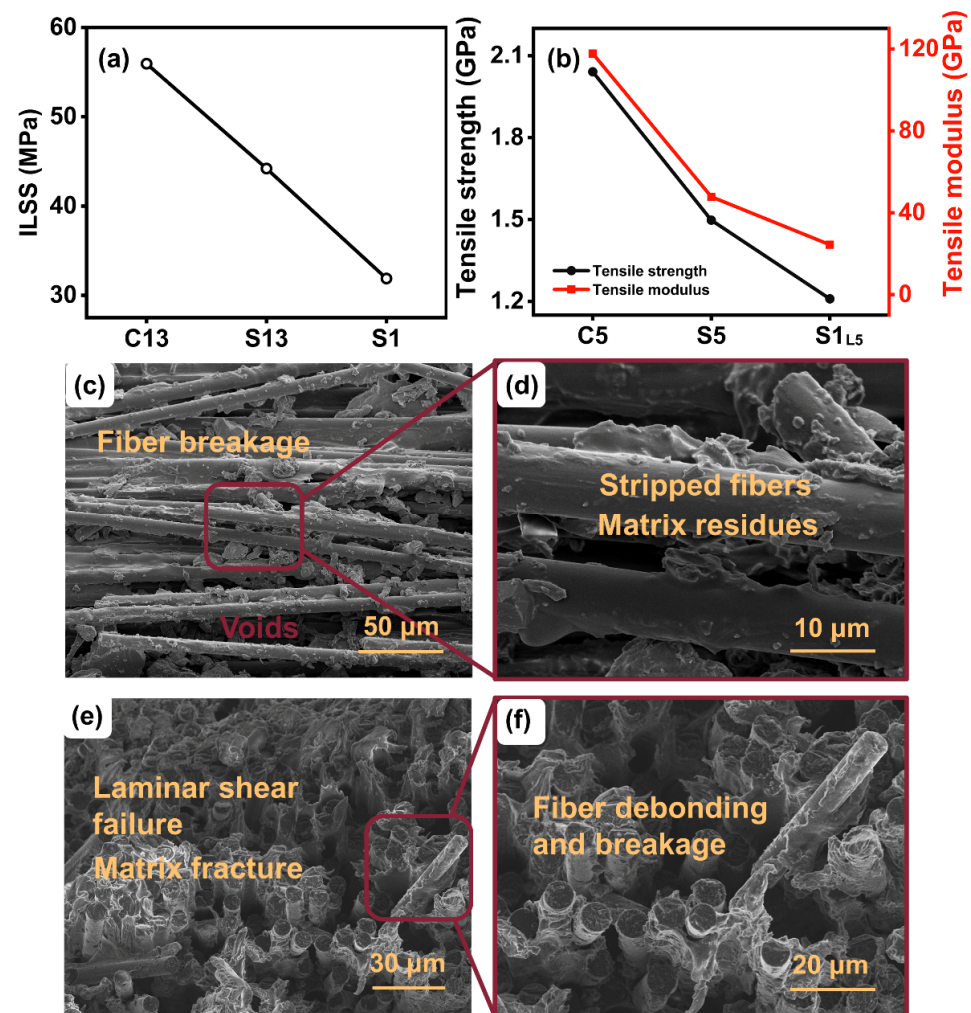 (a)
60
50
40
30
ILSS (MPa)
C13 S13 S1
(b)
2.1
1.8
1.5
1.2
Tensile strength (GPa)
120
80
40
0
Tensile modulus (GPa)
Tensile strength
Tensile modulus
C5 S5 S1L5
(c)
Fiber breakage
Voids
50 μm
(d)
Stripped fibers
Matrix residues
10 μm
(e)
Laminar shear
failure
Matrix fracture
30 μm
(f)
Fiber debonding
and breakage
20 μm